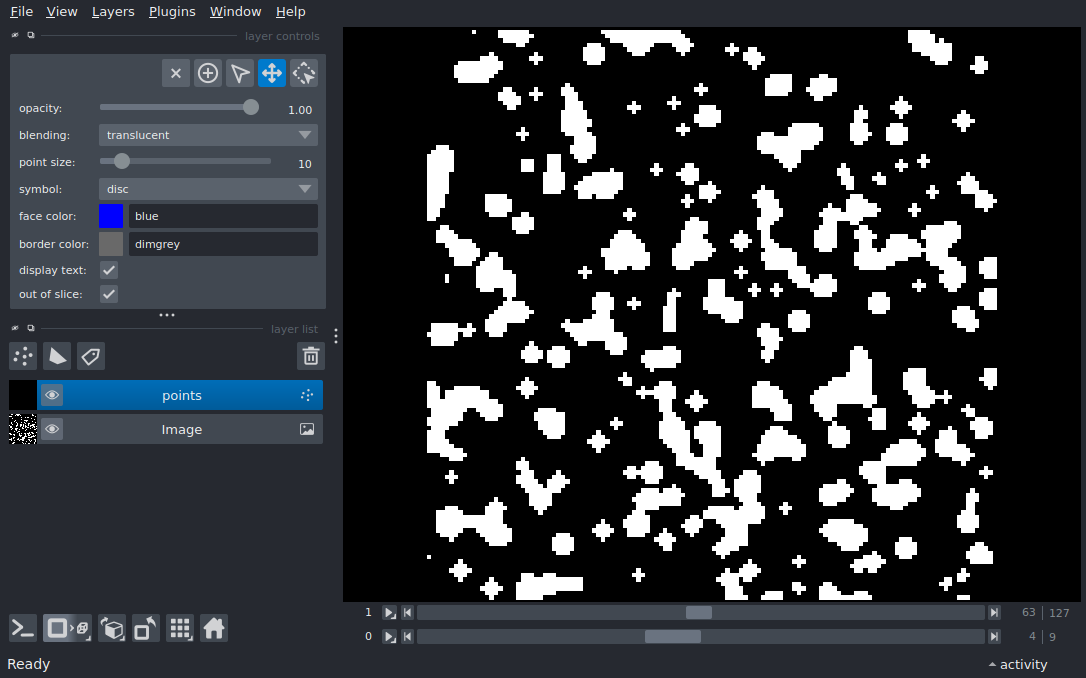 File View Layers Plugins Window Help
layer controls
opacity: 1.00
blending: translucent
point size: 10
symbol: disc
face color: blue
border color: dimgrey
display text:
out of slice:
layer list
points
Image
1 63 127
0 4 9
Ready activity